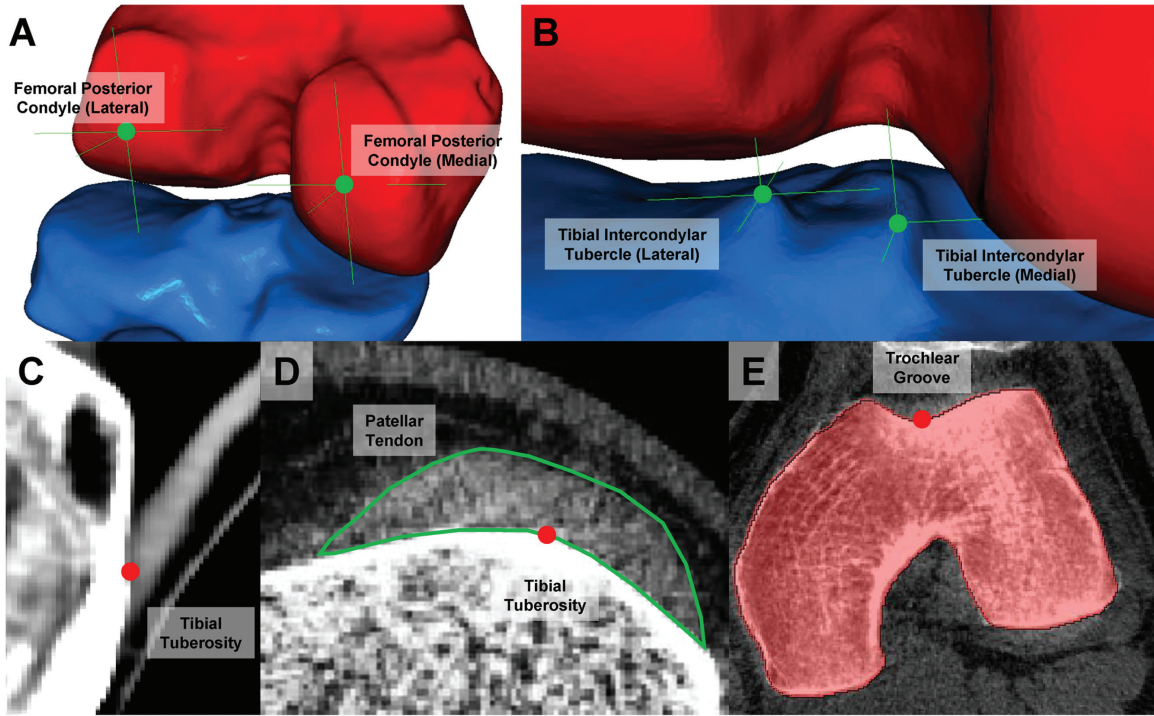 A
Femoral Posterior
Condyle (Lateral)
Femoral Posterior
Condyle (Medial)
B
Tibial Intercondylar
Tubercle (Lateral)
Tibial Intercondylar
Tubercle (Medial)
C
Tibial
Tuberosity
D
Patellar
Tendon
Tibial
Tuberosity
E
Trochlear
Groove